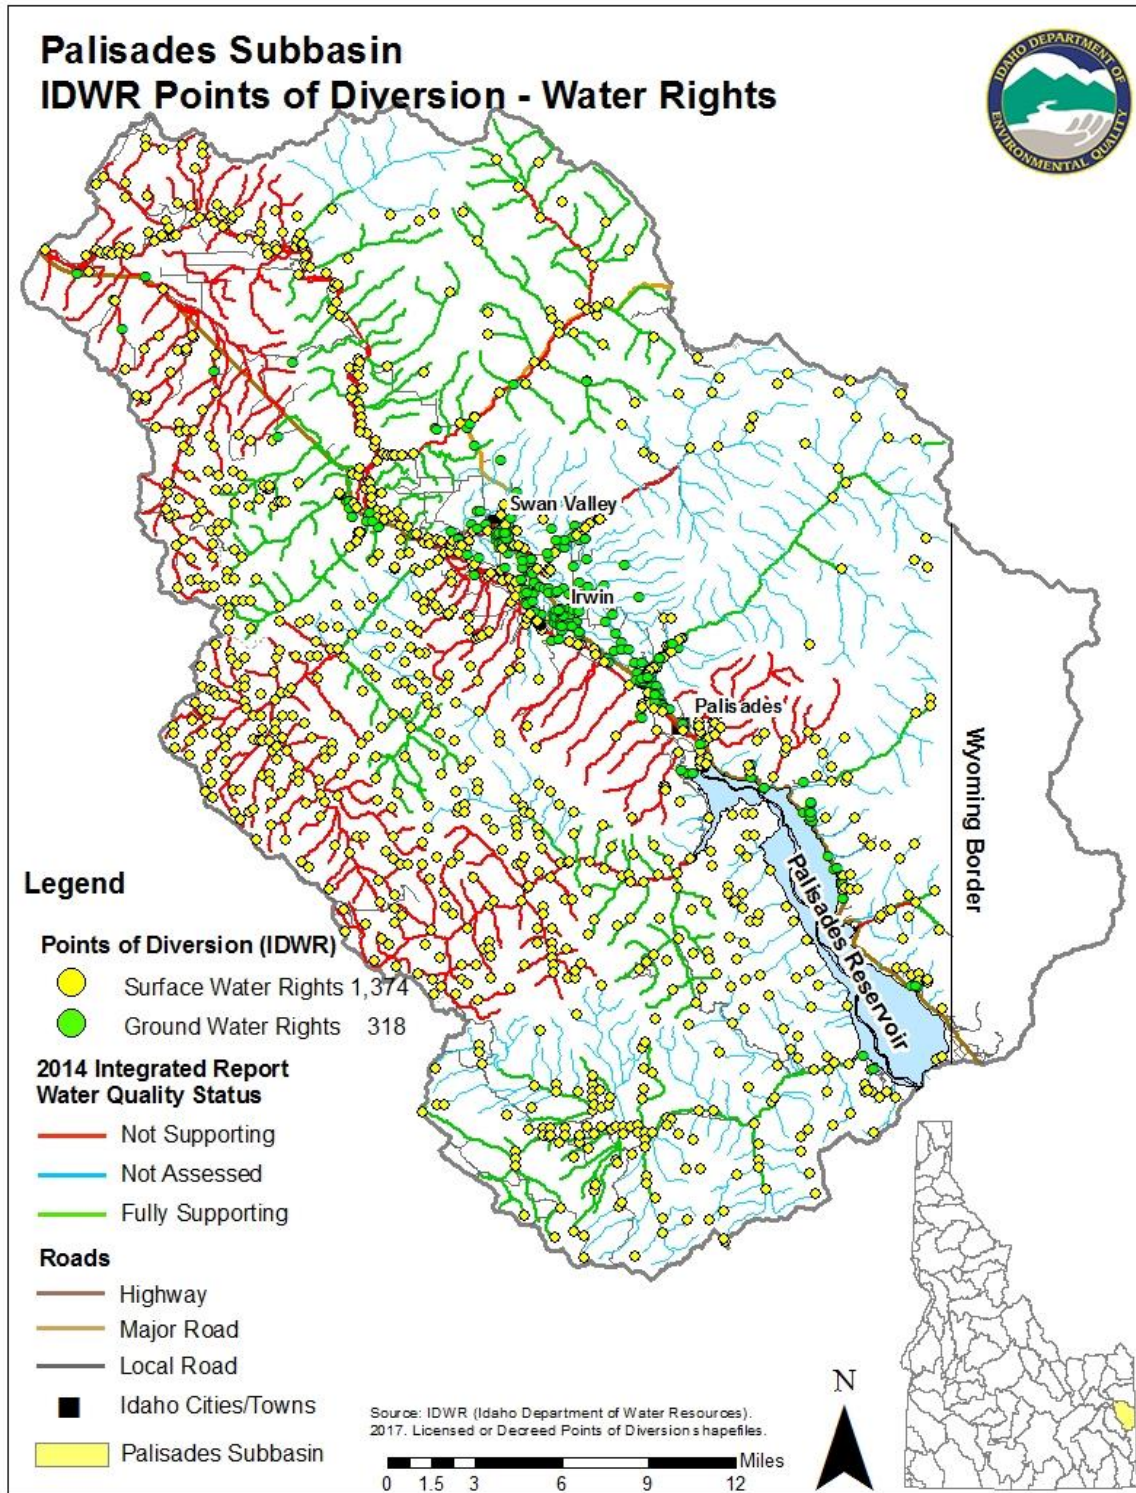 Palisades Subbasin
IDWR Points of Diversion - Water Rights
IDAHO DEPARTMENT OF
ENVIRONMENTAL QUALITY
Swan Valley
Irwin
Palisades
Wyoming Border
Palisades Reservoir
Legend
Points of Diversion (IDWR)
Surface Water Rights 1,374
Ground Water Rights 318
2014 Integrated Report
Water Quality Status
Not Supporting
Not Assessed
Fully Supporting
Roads
Highway
Major Road
Local Road
Idaho Cities/Towns
Palisades Subbasin
Source: IDWR (Idaho Department of Water Resources).
2017. Licensed or Decreed Points of Diversion shapefiles.
Miles
0 1.5 3 6 9 12
N